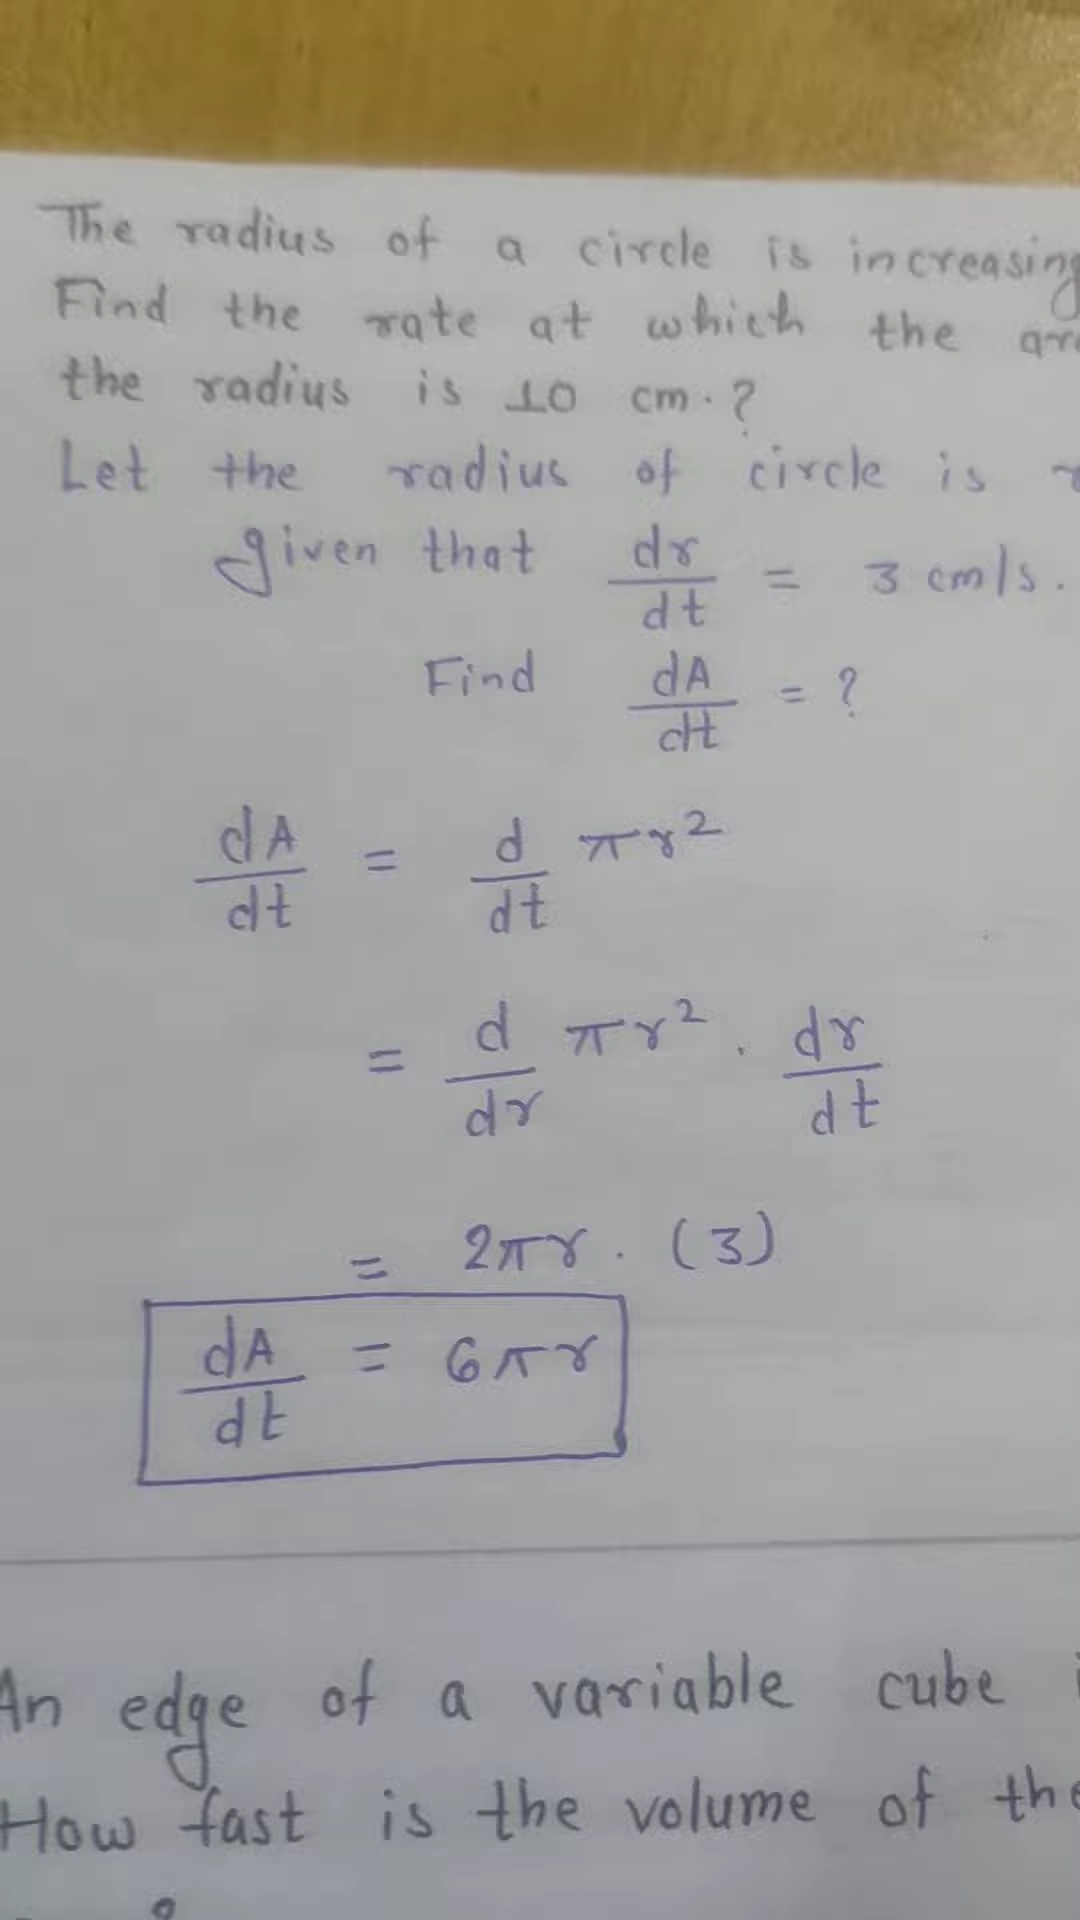 The radius of a circle is increasing
Find the rate at which the
the radius is 10 cm.?
Let the radius of circle is
given that dr/dt = 3 cm/s.
Find dA/dt = ?
dA/dt = d/dt πr²
= d/dr πr² . dr/dt
= 2πr . (3)
dA/dt = 6πr
An edge of a variable cube
How fast is the volume of the